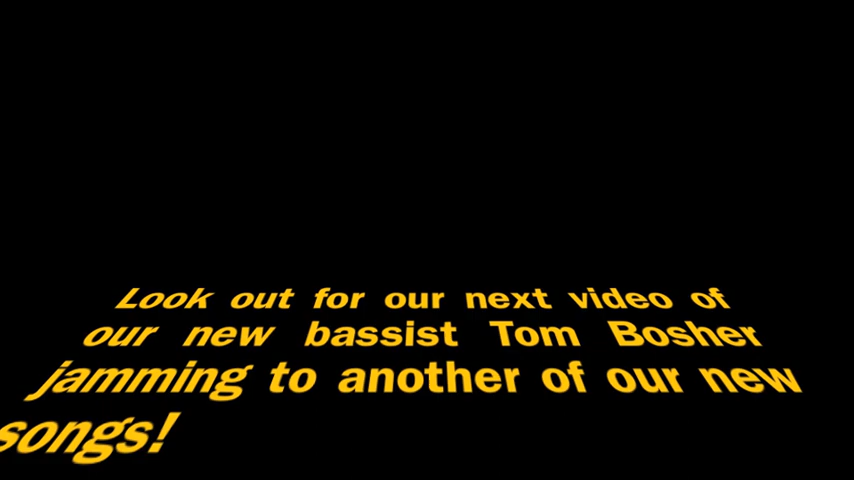 Look out for our next video of
our new bassist Tom Bosher
jamming to another of our new
songs!